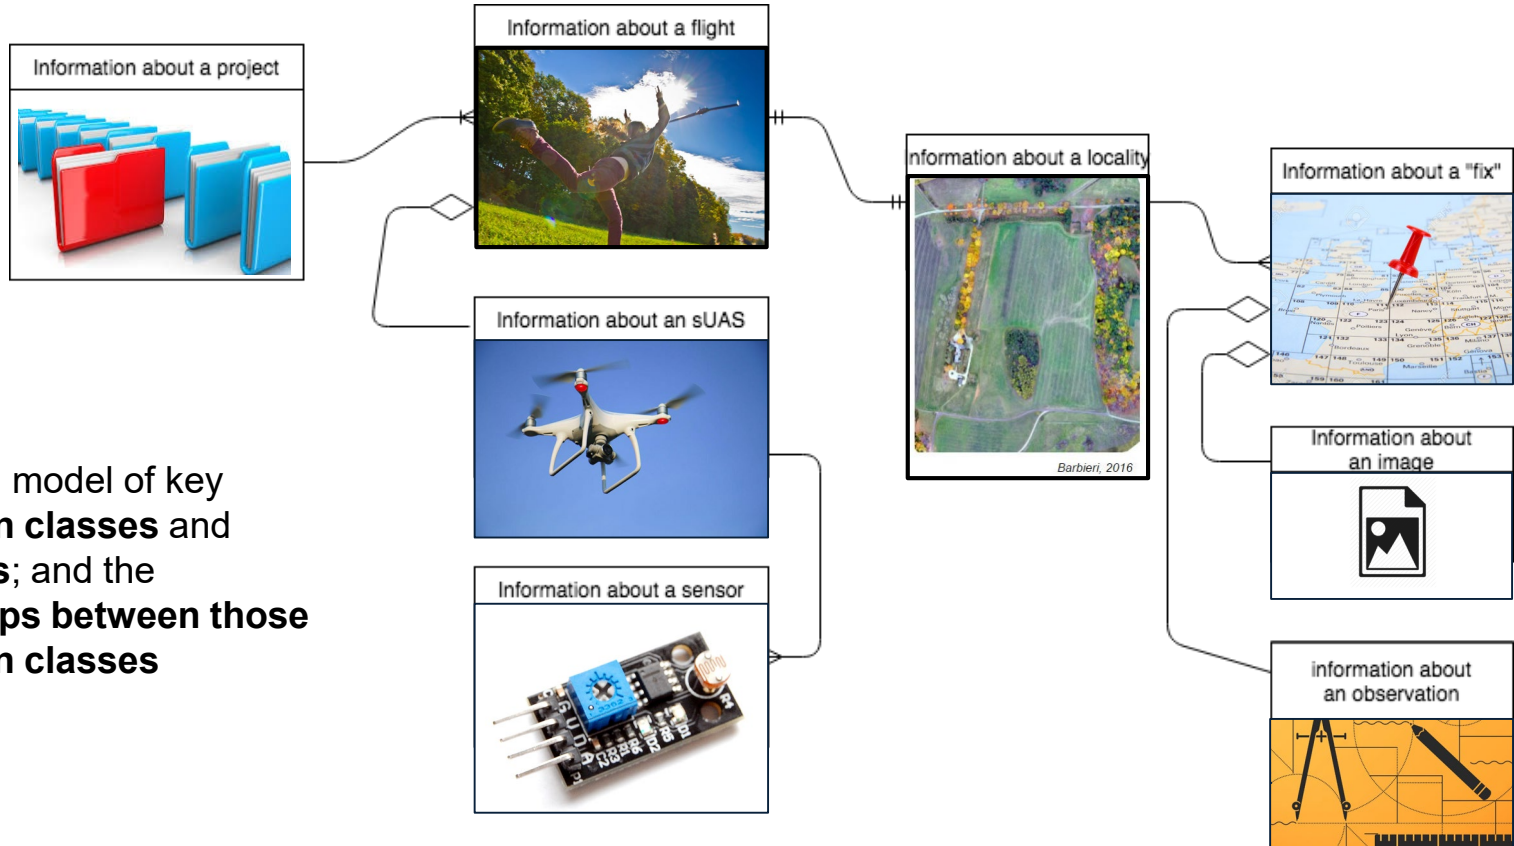 Information about a project
Information about a flight
Information about an sUAS
Information about a sensor
nformation about a locality
Barbieri, 2016
Information about a "fix"
Information about
an image
information about
an observation
model of key
n classes and
s; and the
ps between those
n classes